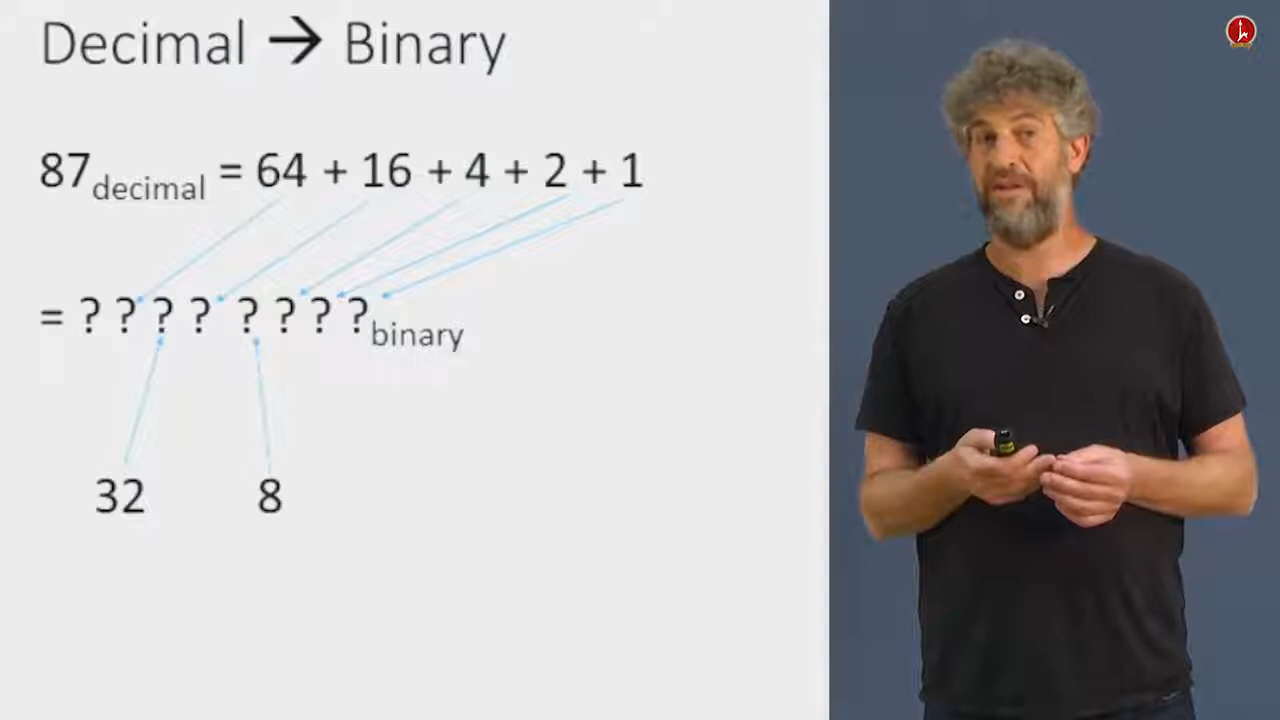 Decimal → Binary
87decimal = 64 + 16 + 4 + 2 + 1
= ? ? ? ? ? ? ? ?binary
32 8